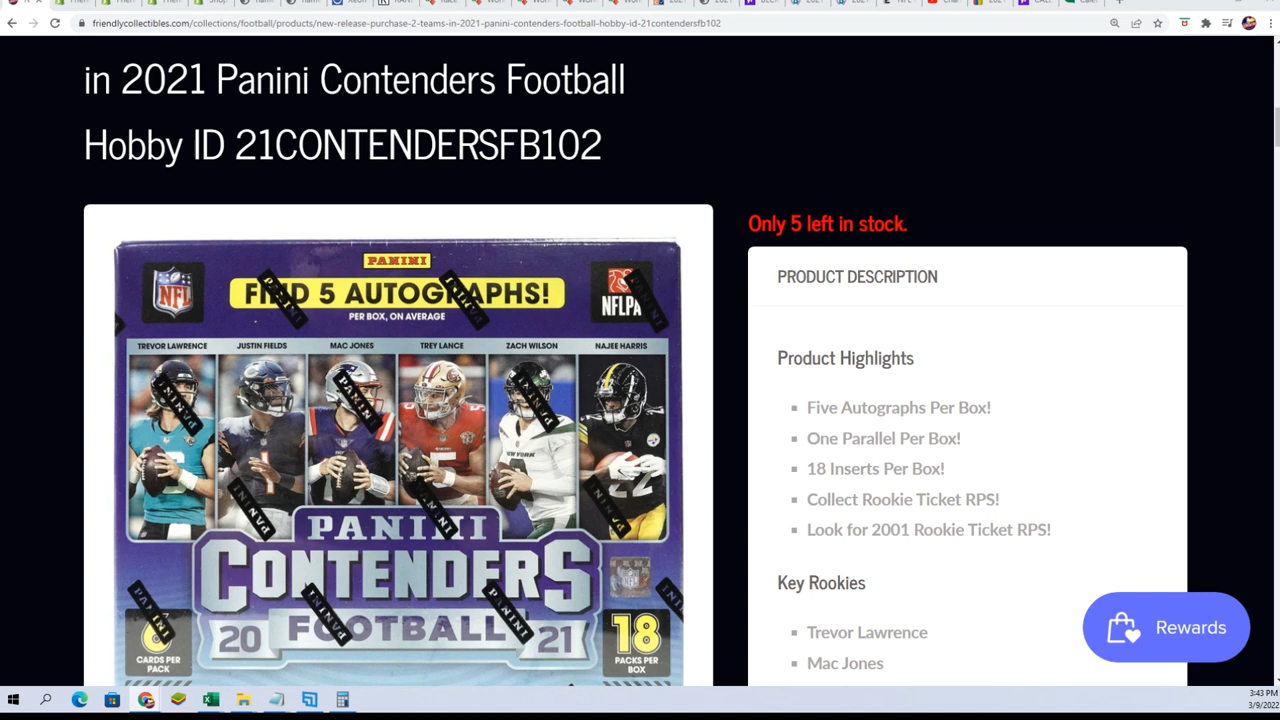 friendlycollectibles.com/collections/football/products/new-release-purchase-2-teams-in-2021-panini-contenders-football-hobby-id-21contendersfb102
in 2021 Panini Contenders Football
Hobby ID 21CONTENDERSFB102
Only 5 left in stock.
PRODUCT DESCRIPTION
Product Highlights
Five Autographs Per Box!
One Parallel Per Box!
18 Inserts Per Box!
Collect Rookie Ticket RPS!
Look for 2001 Rookie Ticket RPS!
Key Rookies
Trevor Lawrence
Mac Jones
Rewards
PANINI
NFL
FIND 5 AUTOGRAPHS!
PER BOX, ON AVERAGE
NFLPA
TREVOR LAWRENCE JUSTIN FIELDS MAC JONES TREY LANCE ZACH WILSON NAJEE HARRIS
PANINI
CONTENDERS
20 FOOTBALL 21
6
CARDS PER
PACK
18
PACKS PER
BOX
3:43 PM
3/9/2022